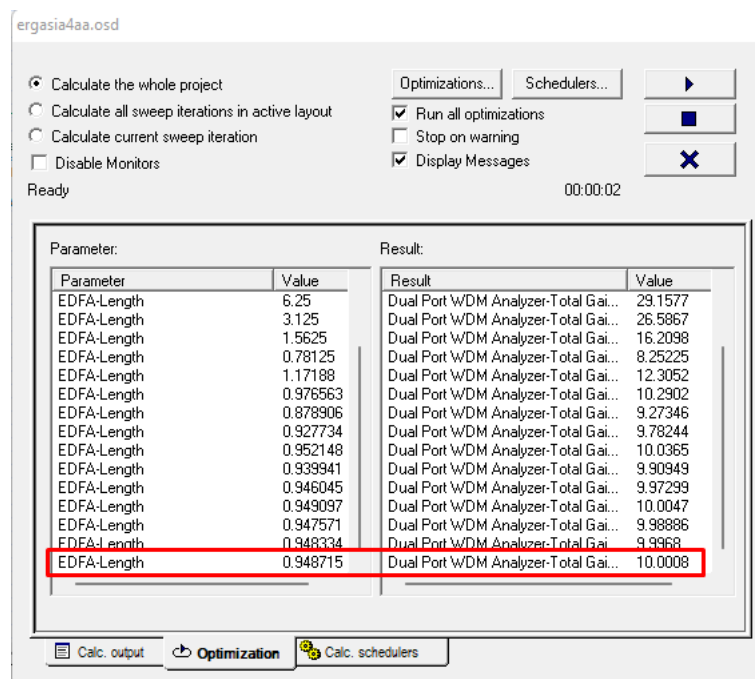 ergasia4aa.osd
Calculate the whole project
Optimizations... Schedulers...
Calculate all sweep iterations in active layout
Run all optimizations
Calculate current sweep iteration
Stop on warning
Disable Monitors
Display Messages
Ready 00:00:02
Parameter: Result:
Parameter Value Result Value
EDFA-Length 6.25 Dual Port WDM Analyzer-Total Gai... 29.1577
EDFA-Length 3.125 Dual Port WDM Analyzer-Total Gai... 26.5867
EDFA-Length 1.5625 Dual Port WDM Analyzer-Total Gai... 16.2098
EDFA-Length 0.78125 Dual Port WDM Analyzer-Total Gai... 8.25225
EDFA-Length 1.17188 Dual Port WDM Analyzer-Total Gai... 12.3052
EDFA-Length 0.976563 Dual Port WDM Analyzer-Total Gai... 10.2902
EDFA-Length 0.878906 Dual Port WDM Analyzer-Total Gai... 9.27346
EDFA-Length 0.927734 Dual Port WDM Analyzer-Total Gai... 9.78244
EDFA-Length 0.952148 Dual Port WDM Analyzer-Total Gai... 10.0365
EDFA-Length 0.939941 Dual Port WDM Analyzer-Total Gai... 9.90949
EDFA-Length 0.946045 Dual Port WDM Analyzer-Total Gai... 9.97299
EDFA-Length 0.949097 Dual Port WDM Analyzer-Total Gai... 10.0047
EDFA-Length 0.947571 Dual Port WDM Analyzer-Total Gai... 9.98886
EDFA-Length 0.948334 Dual Port WDM Analyzer-Total Gai... 9.9968
EDFA-Length 0.948715 Dual Port WDM Analyzer-Total Gai... 10.0008
Calc. output Optimization Calc. schedulers